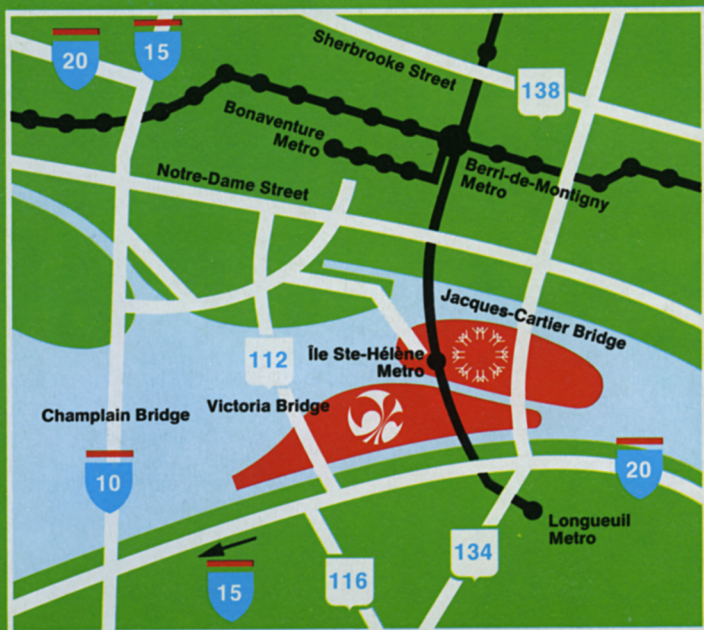 20
15
Sherbrooke Street
138
Bonaventure
Metro
Berri-de-Montigny
Metro
Notre-Dame Street
Jacques-Cartier Bridge
112
Île Ste-Hélène
Metro
Champlain Bridge
Victoria Bridge
10
20
Longueuil
Metro
134
15
116